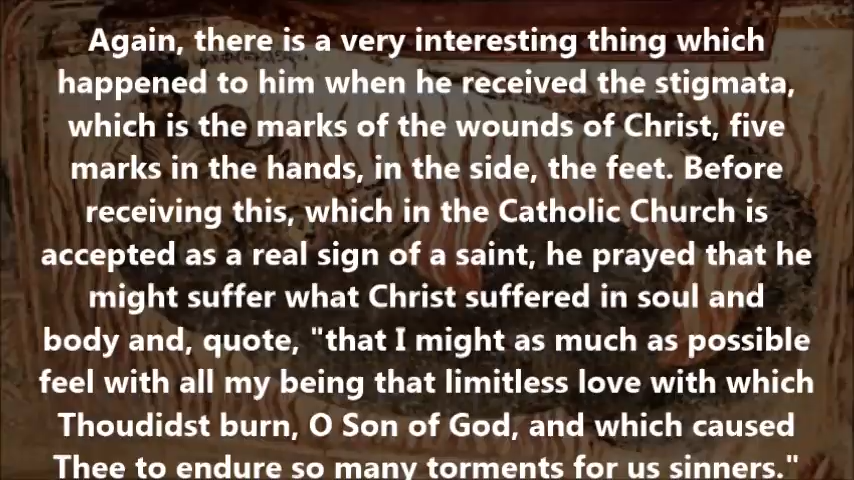 Again, there is a very interesting thing which
happened to him when he received the stigmata,
which is the marks of the wounds of Christ, five
marks in the hands, in the side, the feet. Before
receiving this, which in the Catholic Church is
accepted as a real sign of a saint, he prayed that he
might suffer what Christ suffered in soul and
body and, quote, "that I might as much as possible
feel with all my being that limitless love with which
Thoudidst burn, O Son of God, and which caused
Thee to endure so many torments for us sinners."